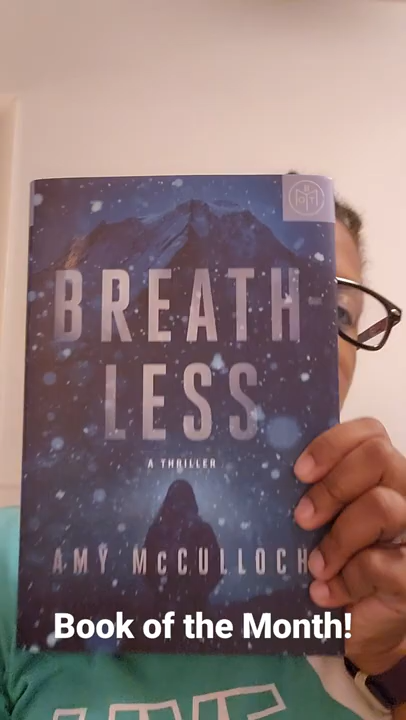 BREATH-
LESS
A THRILLER
AMY McCULLOCH
Book of the Month!